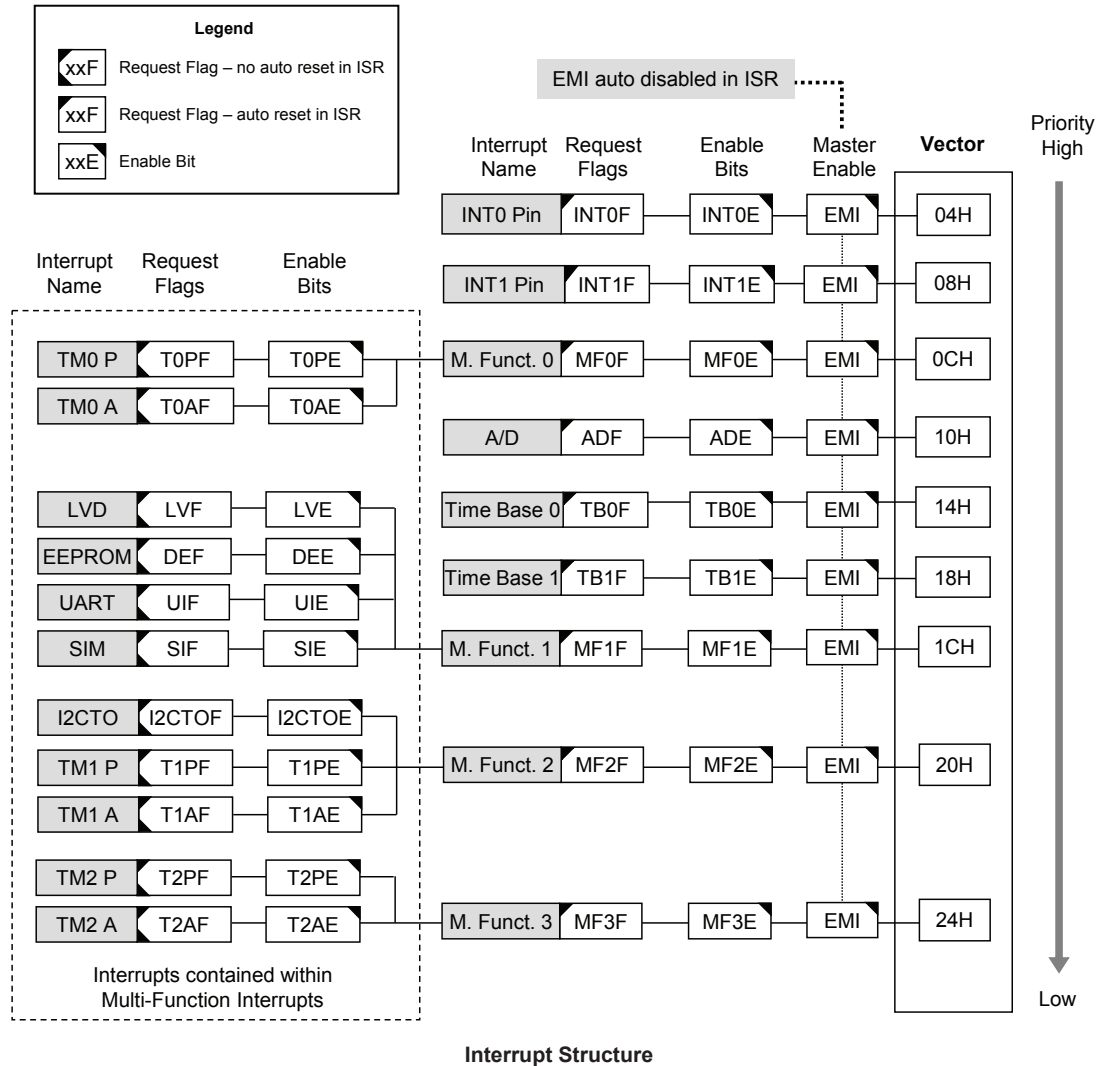 Legend
xxF Request Flag – no auto reset in ISR
xxF Request Flag – auto reset in ISR
xxE Enable Bit
EMI auto disabled in ISR
Priority
High
Interrupt Name Request Flags Enable Bits Master Enable Vector
INT0 Pin INT0F INT0E EMI 04H
Interrupt Name Request Flags Enable Bits
INT1 Pin INT1F INT1E EMI 08H
TM0 P T0PF T0PE M. Funct. 0 MF0F MF0E EMI 0CH
TM0 A T0AF T0AE
A/D ADF ADE EMI 10H
LVD LVF LVE Time Base 0 TB0F TB0E EMI 14H
EEPROM DEF DEE
Time Base 1 TB1F TB1E EMI 18H
UART UIF UIE
SIM SIF SIE M. Funct. 1 MF1F MF1E EMI 1CH
I2CTO I2CTOF I2CTOE
TM1 P T1PF T1PE M. Funct. 2 MF2F MF2E EMI 20H
TM1 A T1AF T1AE
TM2 P T2PF T2PE
TM2 A T2AF T2AE M. Funct. 3 MF3F MF3E EMI 24H
Interrupts contained within
Multi-Function Interrupts
Low
Interrupt Structure